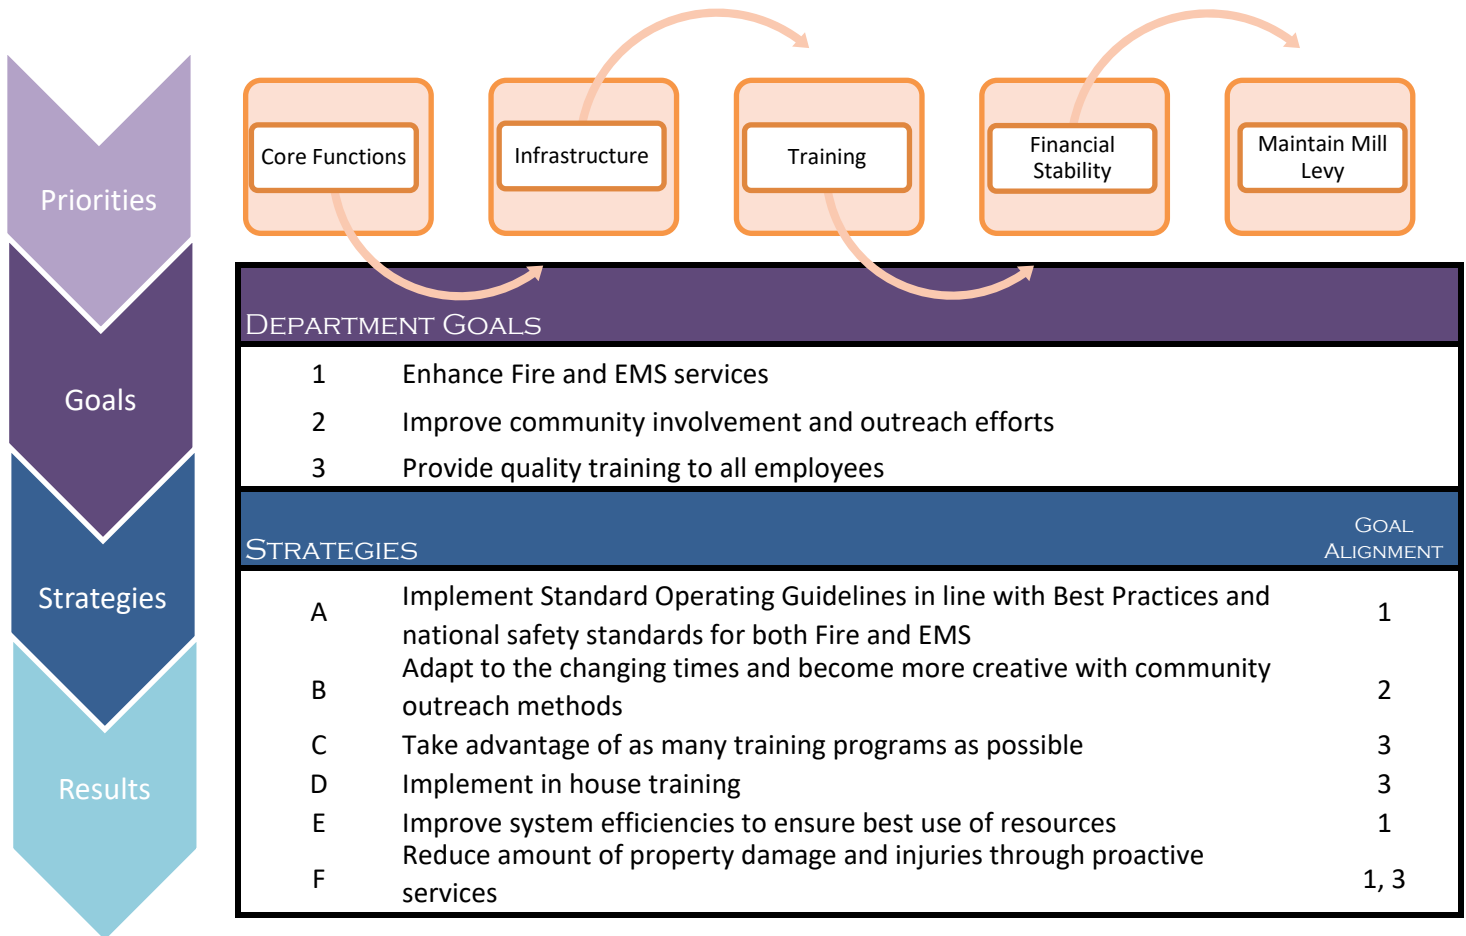 Priorities
Goals
Strategies
Results
Core Functions
Infrastructure
Training
Financial
Stability
Maintain Mill
Levy
DEPARTMENT GOALS
1 Enhance Fire and EMS services
2 Improve community involvement and outreach efforts
3 Provide quality training to all employees
STRATEGIES
GOAL
ALIGNMENT
A Implement Standard Operating Guidelines in line with Best Practices and
national safety standards for both Fire and EMS 1
B Adapt to the changing times and become more creative with community
outreach methods 2
C Take advantage of as many training programs as possible 3
D Implement in house training 3
E Improve system efficiencies to ensure best use of resources 1
F Reduce amount of property damage and injuries through proactive
services 1, 3